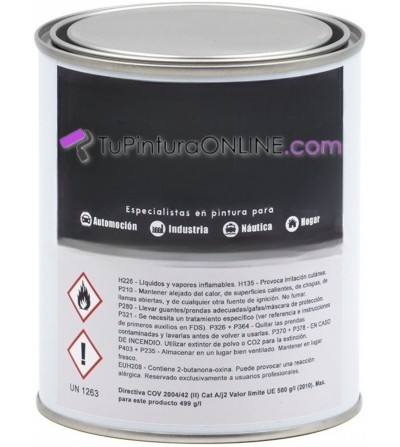 TuPinturaONLINE.com
Especialistas en pintura para
Automoción Industria Náutica Hogar
H226 - Líquidos y vapores inflamables. H135 - Provoca irritación cutánea.
P210 - Mantener alejado del calor, de superficies calientes, de chispas, de
llamas abiertas, y de cualquier otra fuente de ignición. No fumar.
P280 - Llevar guantes/prendas adecuadas/gafas/máscara de protección.
P321 - Se necesita un tratamiento específico (ver referencia a instrucciones
de primeros auxilios en FDS). P326 + P364 - Quitar las prendas
contaminadas y lavarlas antes de volver a usarlas. P370 + P378 - EN CASO
DE INCENDIO. Utilizar extintor de polvo o CO2 para la extinción.
P403 + P235 - Almacenar en un lugar bien ventilado. Mantener en lugar
fresco.
EUH208 - Contiene 2-butanona-oxina. Puede provocar una reacción
alérgica. Reservado exclusivamente a usuarios profesionales.
UN 1263
Directiva COV 2004/42 (II) Cat A/j2 Valor límite UE 500 g/l (2010). Max.
para este producto 499 g/l